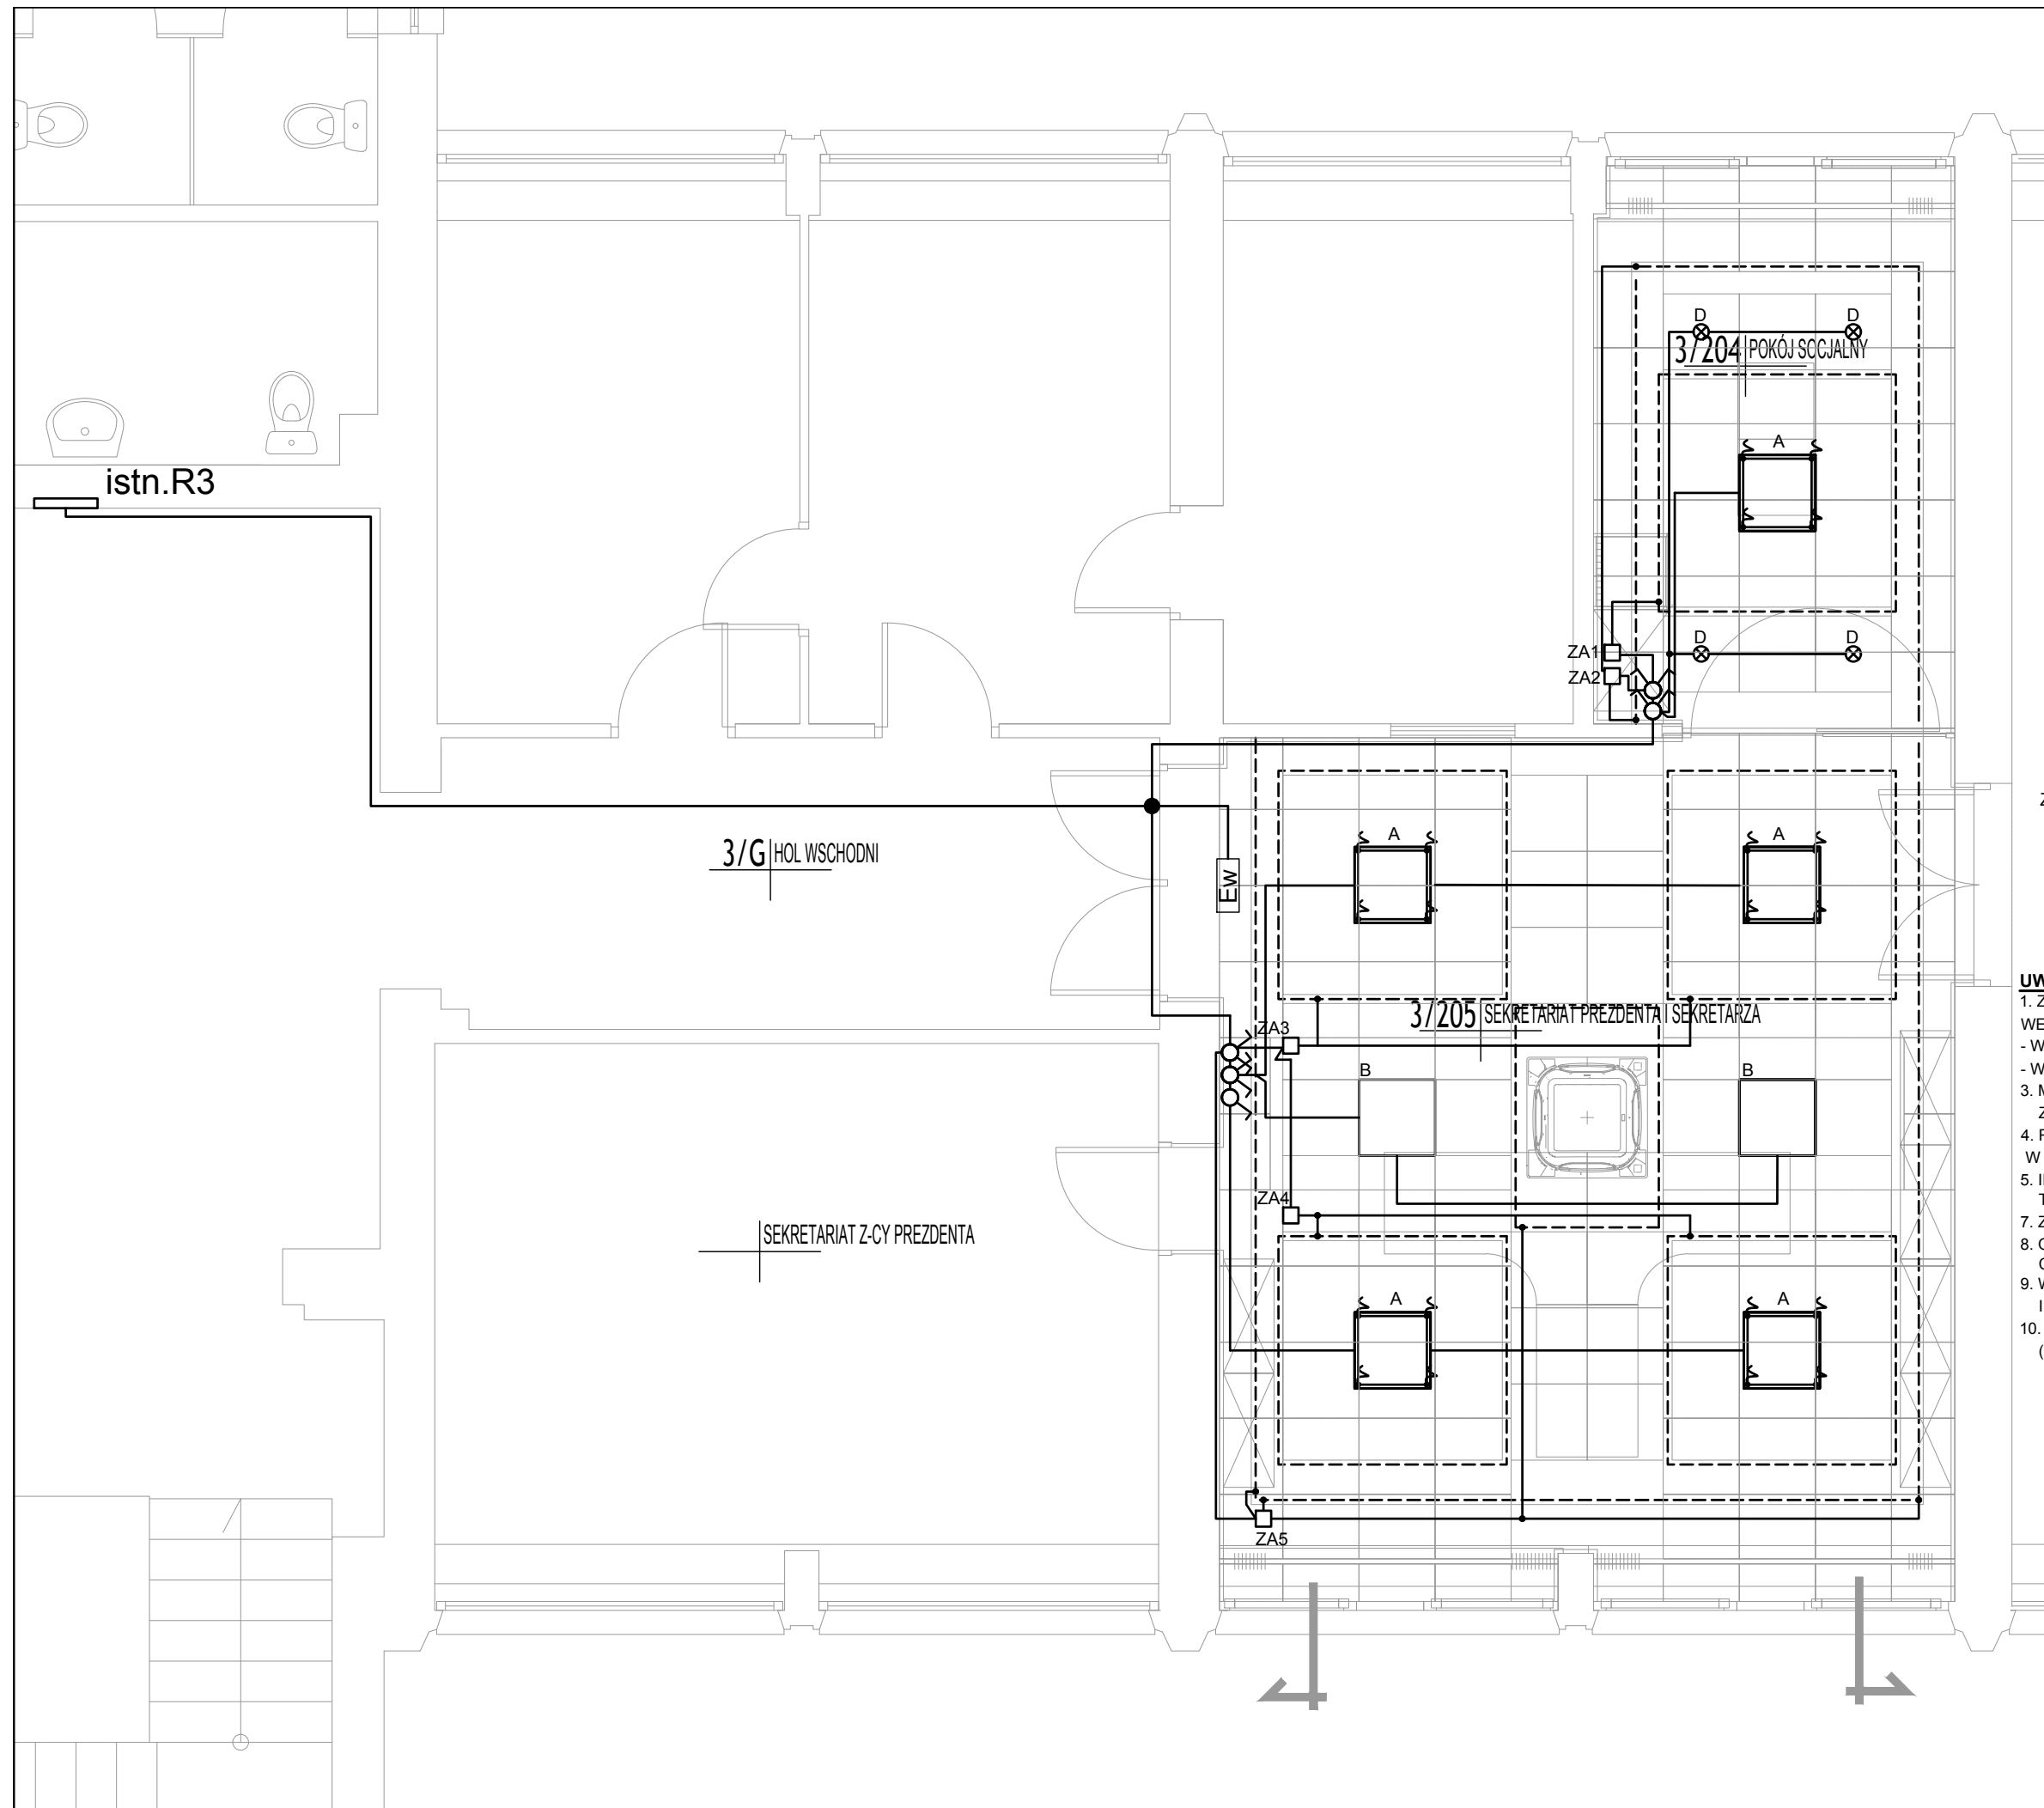 D
D
3/204 POKÓJ SOCJALNY
A
istn.R3
ZA1
D
D
ZA2
Z
A
A
3/G HOL WSCHODNI
EW
UW
1. Z
WE
- W
- W
3. M
Z
4. P
W
5. I
T
7. Z
8. 
9. W
I
10.
(
3/205 SEKRETARIAT PREZDENTA I SEKRETARZA
ZA3
B
B
ZA4
SEKRETARIAT Z-CY PREZDENTA
A
A
ZA5